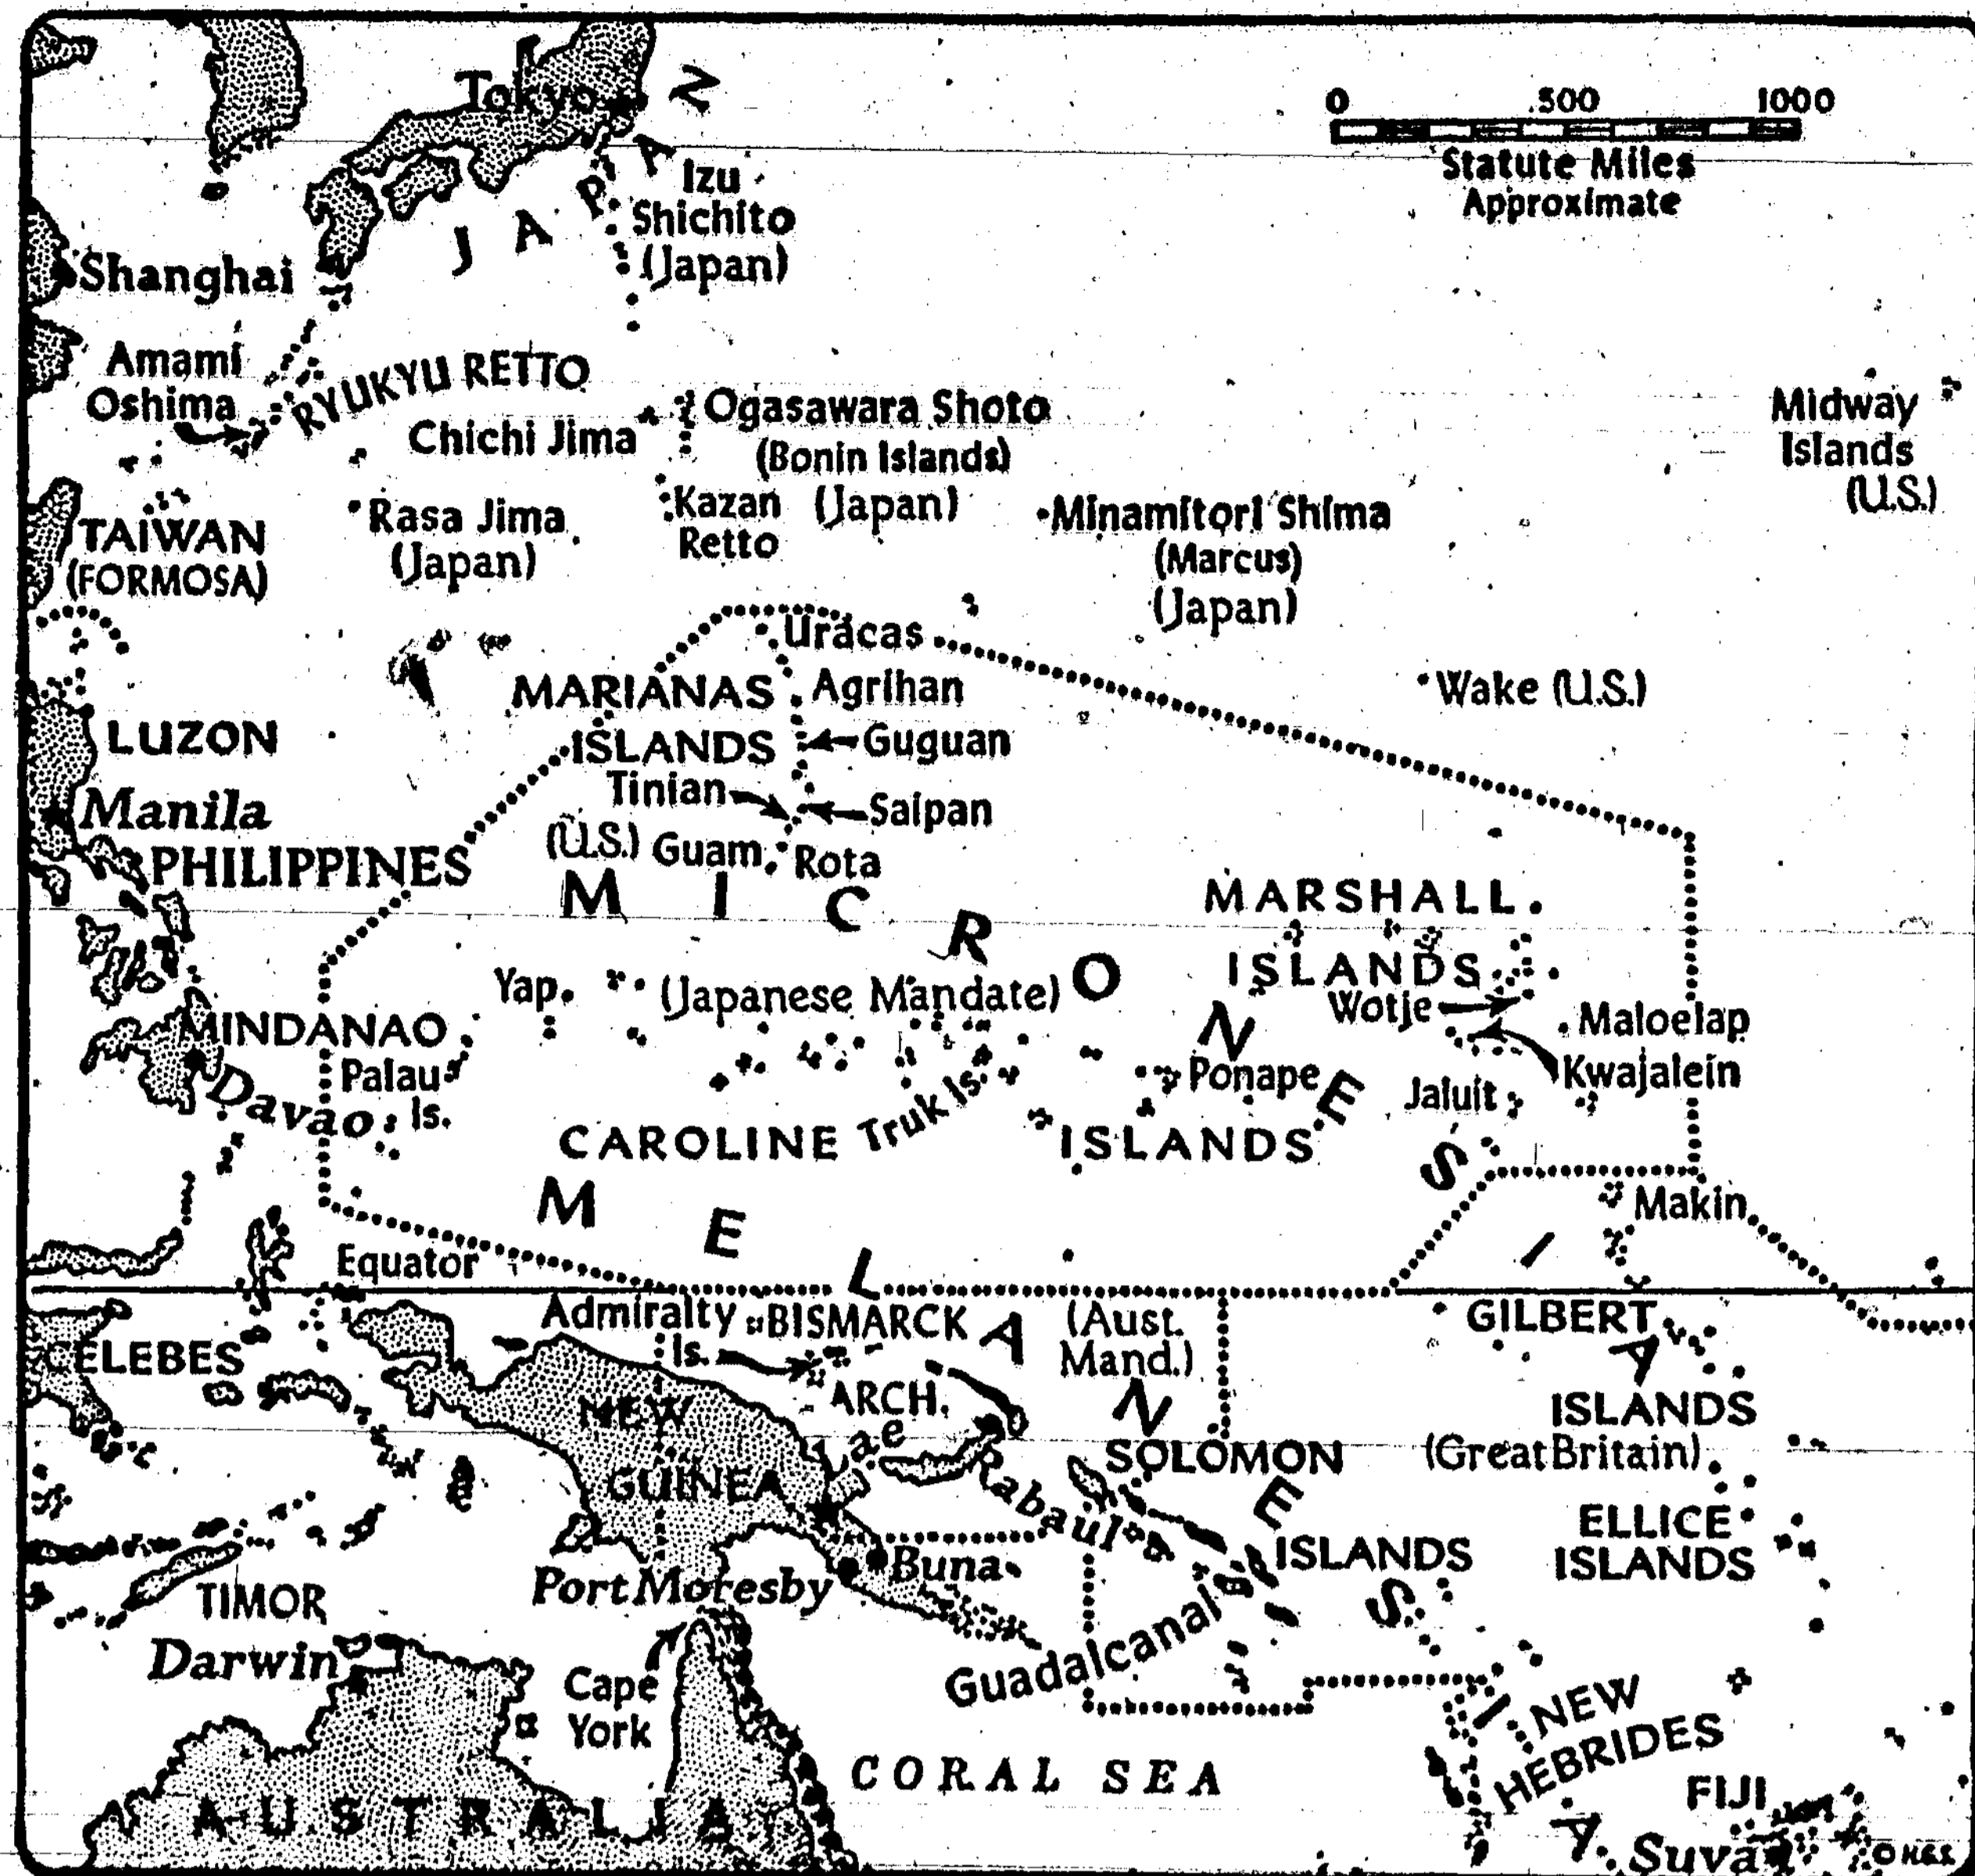 Tokyo
JAPAN
0 500 1000
Statute Miles
Approximate
Izu
Shichito
(Japan)
Shanghai
Amami
Oshima
RYUKYU RETTO
Chichi Jima
Ogasawara Shoto
(Bonin Islands)
(Japan)
Midway
Islands
(U.S.)
Kazan
Retto
Rasa Jima
(Japan)
Minamitori Shima
(Marcus)
(Japan)
TAIWAN
(FORMOSA)
Uracas
MARIANAS
ISLANDS
Agrihan
Wake (U.S.)
Guguan
LUZON
Tinian
Saipan
Manila
(U.S.) Guam
Rota
PHILIPPINES
MICRONESIA
MARSHALL
ISLANDS
Yap
(Japanese Mandate)
Wotje
Maloelap
MINDANAO
Palau
Is.
Davao
Ponape
Jaluit
Kwajalein
Truk Is.
CAROLINE
ISLANDS
Makin
MELANESIA
Equator
Admiralty
Is.
BISMARCK
ARCH.
(Aust.
Mand.)
GILBERT
ISLANDS
(Great Britain)
CELEBES
NEW
GUINEA
Lae
Rabaul
SOLOMON
ISLANDS
ELLICE
ISLANDS
Buna
Port Moresby
TIMOR
Darwin
Guadalcanal
Cape
York
NEW
HEBRIDES
CORAL SEA
FIJI
AUSTRALIA
Suva
© H.G.S.